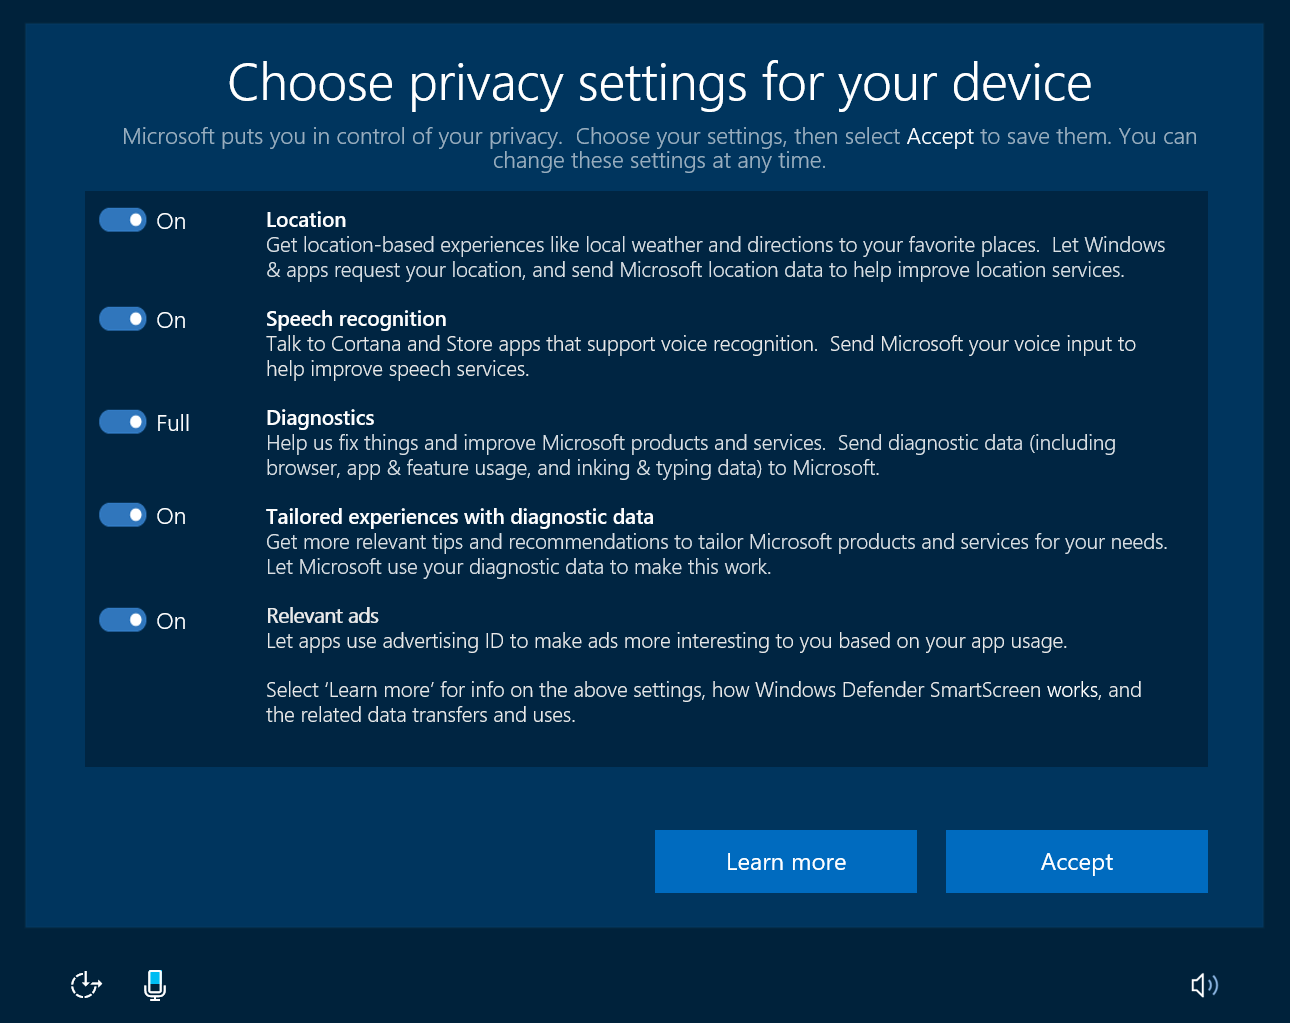 Choose privacy settings for your device
Microsoft puts you in control of your privacy.  Choose your settings, then select Accept to save them. You can
change these settings at any time.
On
Location
Get location-based experiences like local weather and directions to your favorite places.  Let Windows
& apps request your location, and send Microsoft location data to help improve location services.
On
Speech recognition
Talk to Cortana and Store apps that support voice recognition.  Send Microsoft your voice input to
help improve speech services.
Full
Diagnostics
Help us fix things and improve Microsoft products and services.  Send diagnostic data (including
browser, app & feature usage, and inking & typing data) to Microsoft.
On
Tailored experiences with diagnostic data
Get more relevant tips and recommendations to tailor Microsoft products and services for your needs.
Let Microsoft use your diagnostic data to make this work.
On
Relevant ads
Let apps use advertising ID to make ads more interesting to you based on your app usage.
Select ‘Learn more’ for info on the above settings, how Windows Defender SmartScreen works, and
the related data transfers and uses.
Learn more
Accept